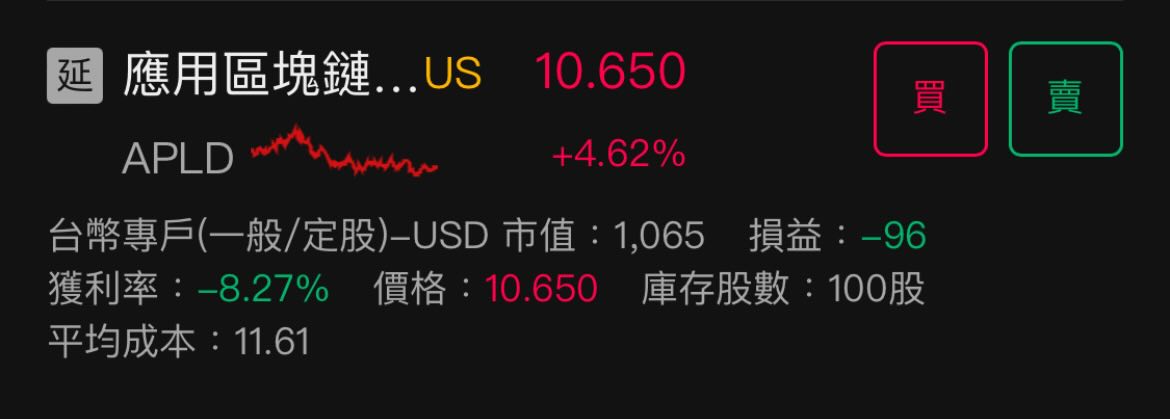 延 應用區塊鏈...US 10.650 買 賣
APLD +4.62%
台幣專戶(一般/定股)-USD 市值：1,065 損益：-96
獲利率：-8.27% 價格：10.650 庫存股數：100股
平均成本：11.61